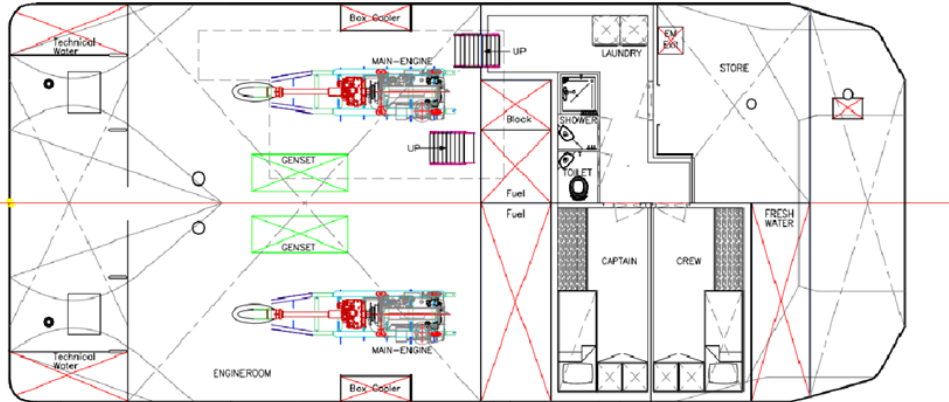 Box Cooler
Technical
Water
MAIN-ENGINE
UP
LAUNDRY
EM
Exit
STORE
Block
SHOWER
UP
GENSET
TOILET
Fuel
Fuel
FRESH
WATER
GENSET
CAPTAIN
CREW
MAIN-ENGINE
Technical
Water
ENGINEROOM
Box Cooler